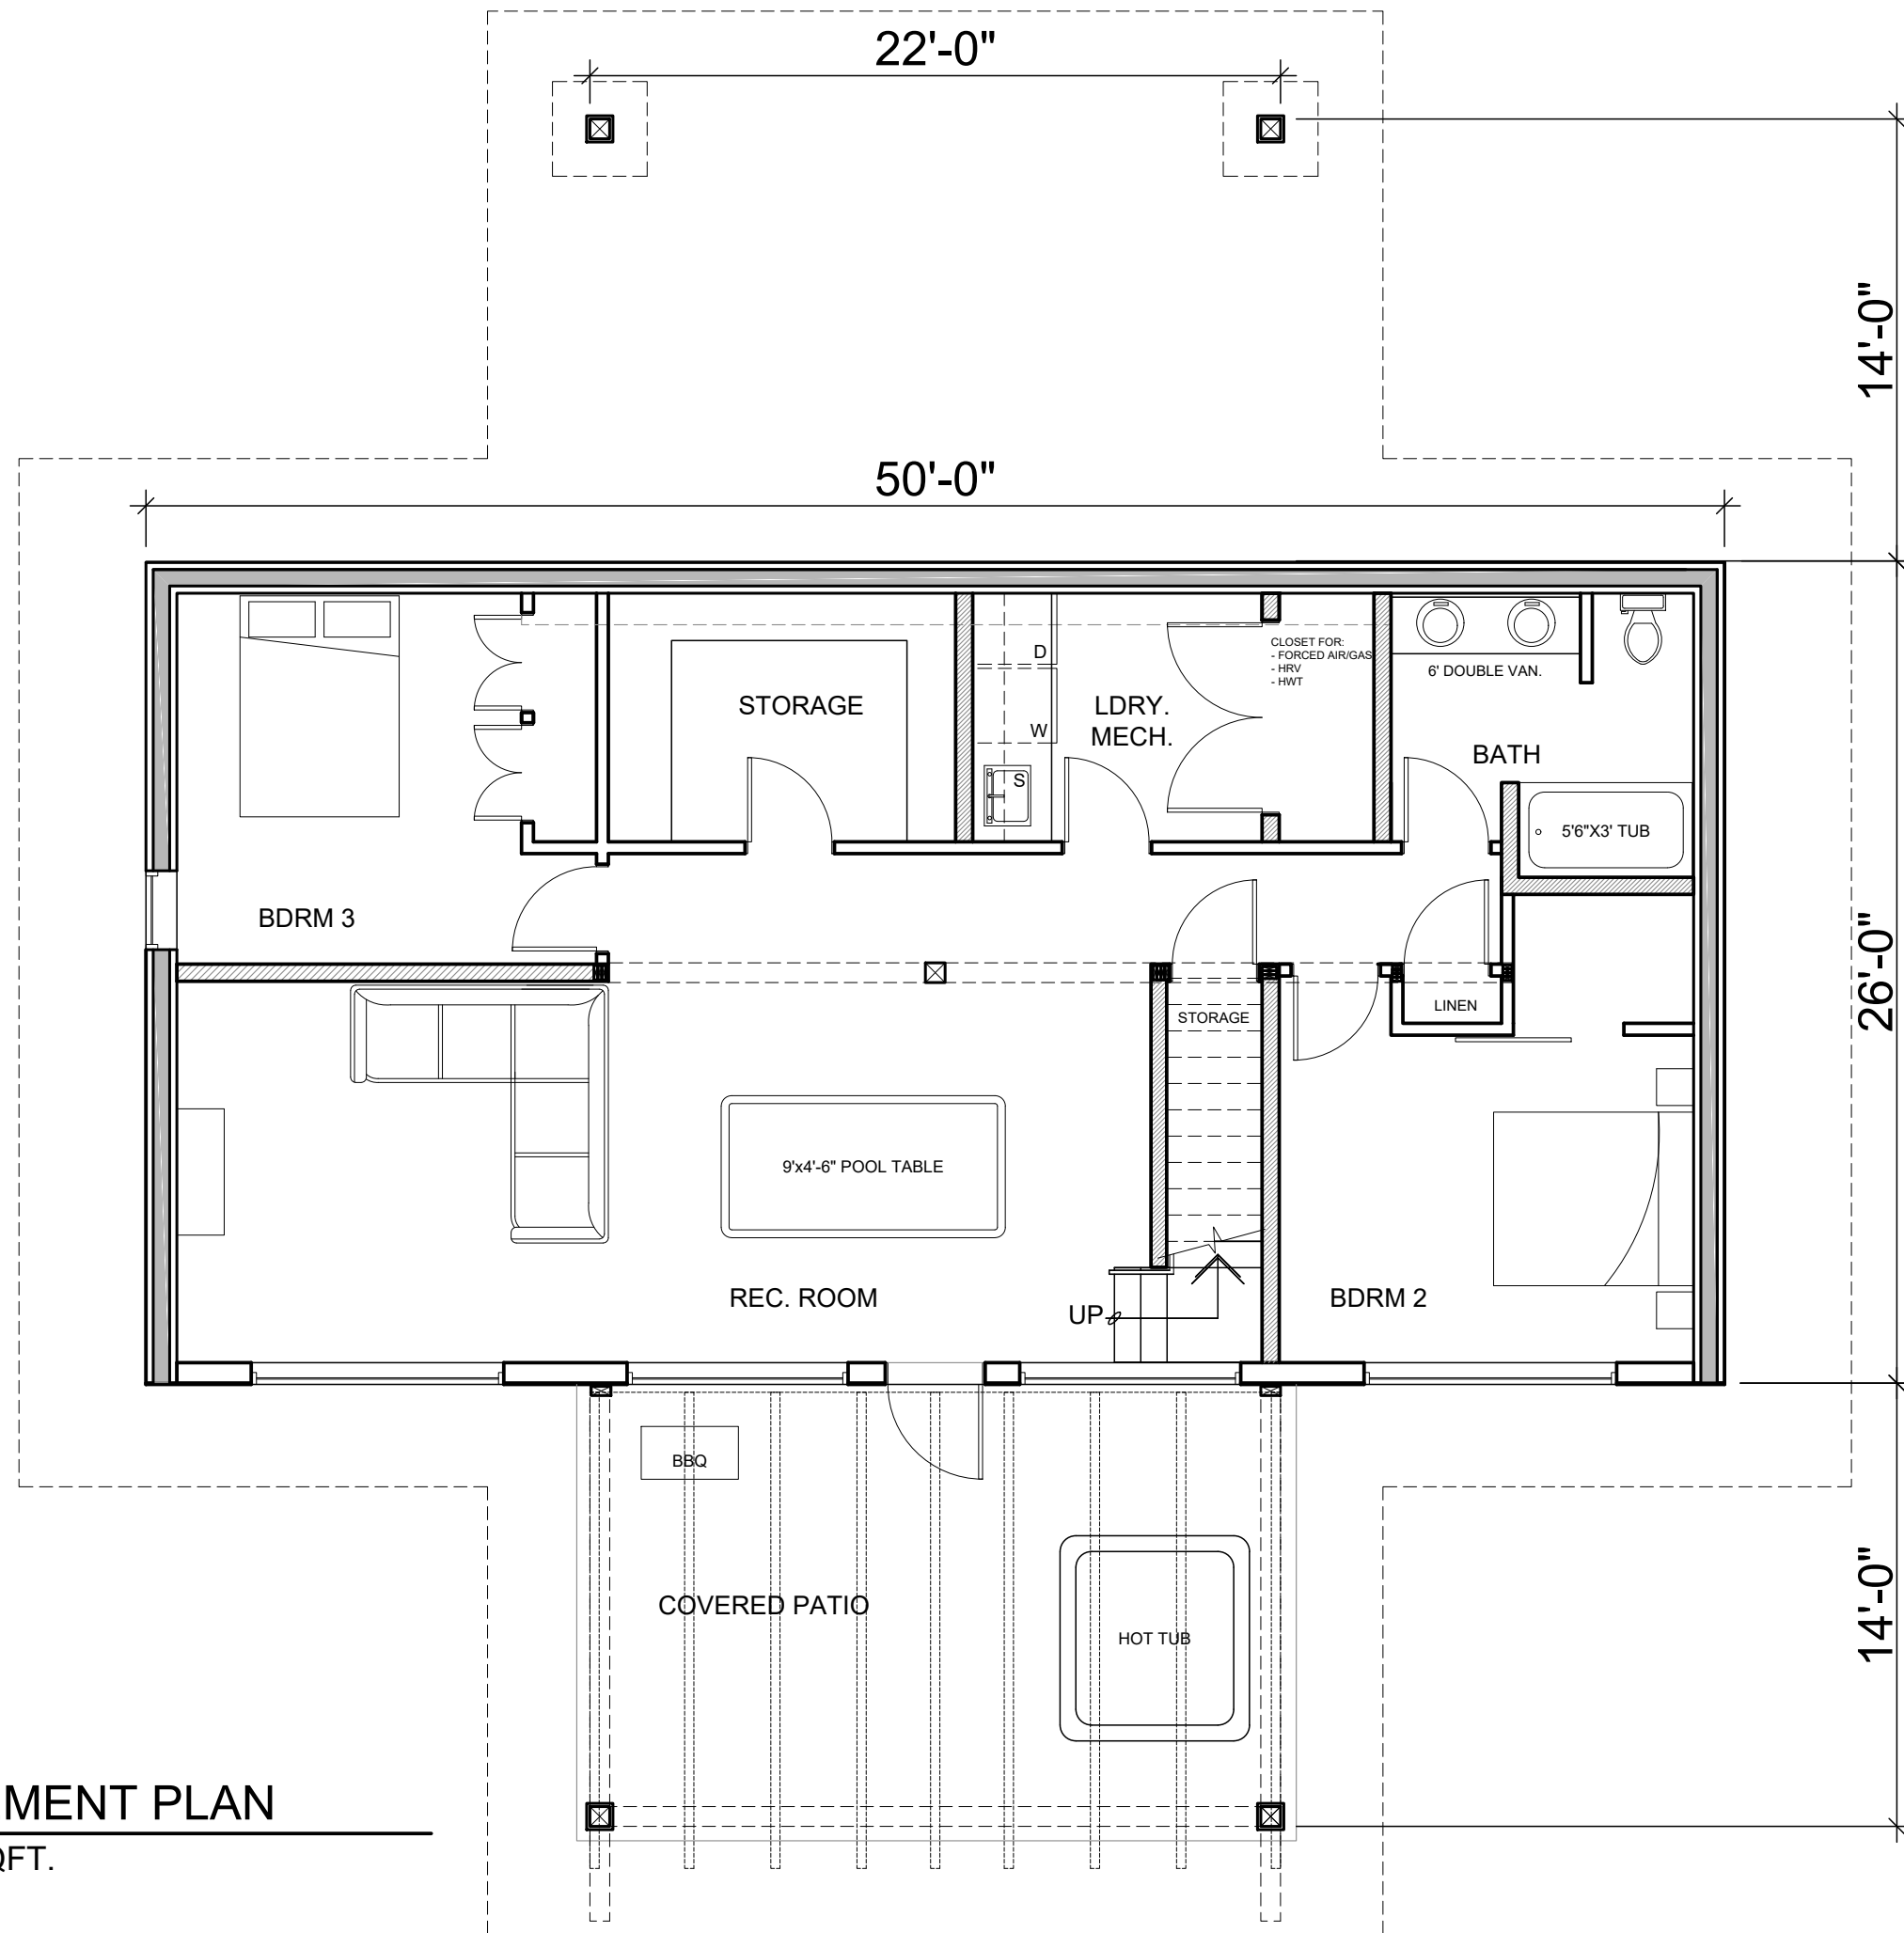 22'-0"
14'-0"
50'-0"
CLOSET FOR:
- FORCED AIR/GAS
- HRV
- HWT
D
6' DOUBLE VAN.
STORAGE
LDRY.
MECH.
W
BATH
S
5'6"X3' TUB
BDRM 3
26'-0"
LINEN
STORAGE
9'x4'-6" POOL TABLE
REC. ROOM
UP
BDRM 2
BBQ
COVERED PATIO
HOT TUB
14'-0"
MENT PLAN
QFT.